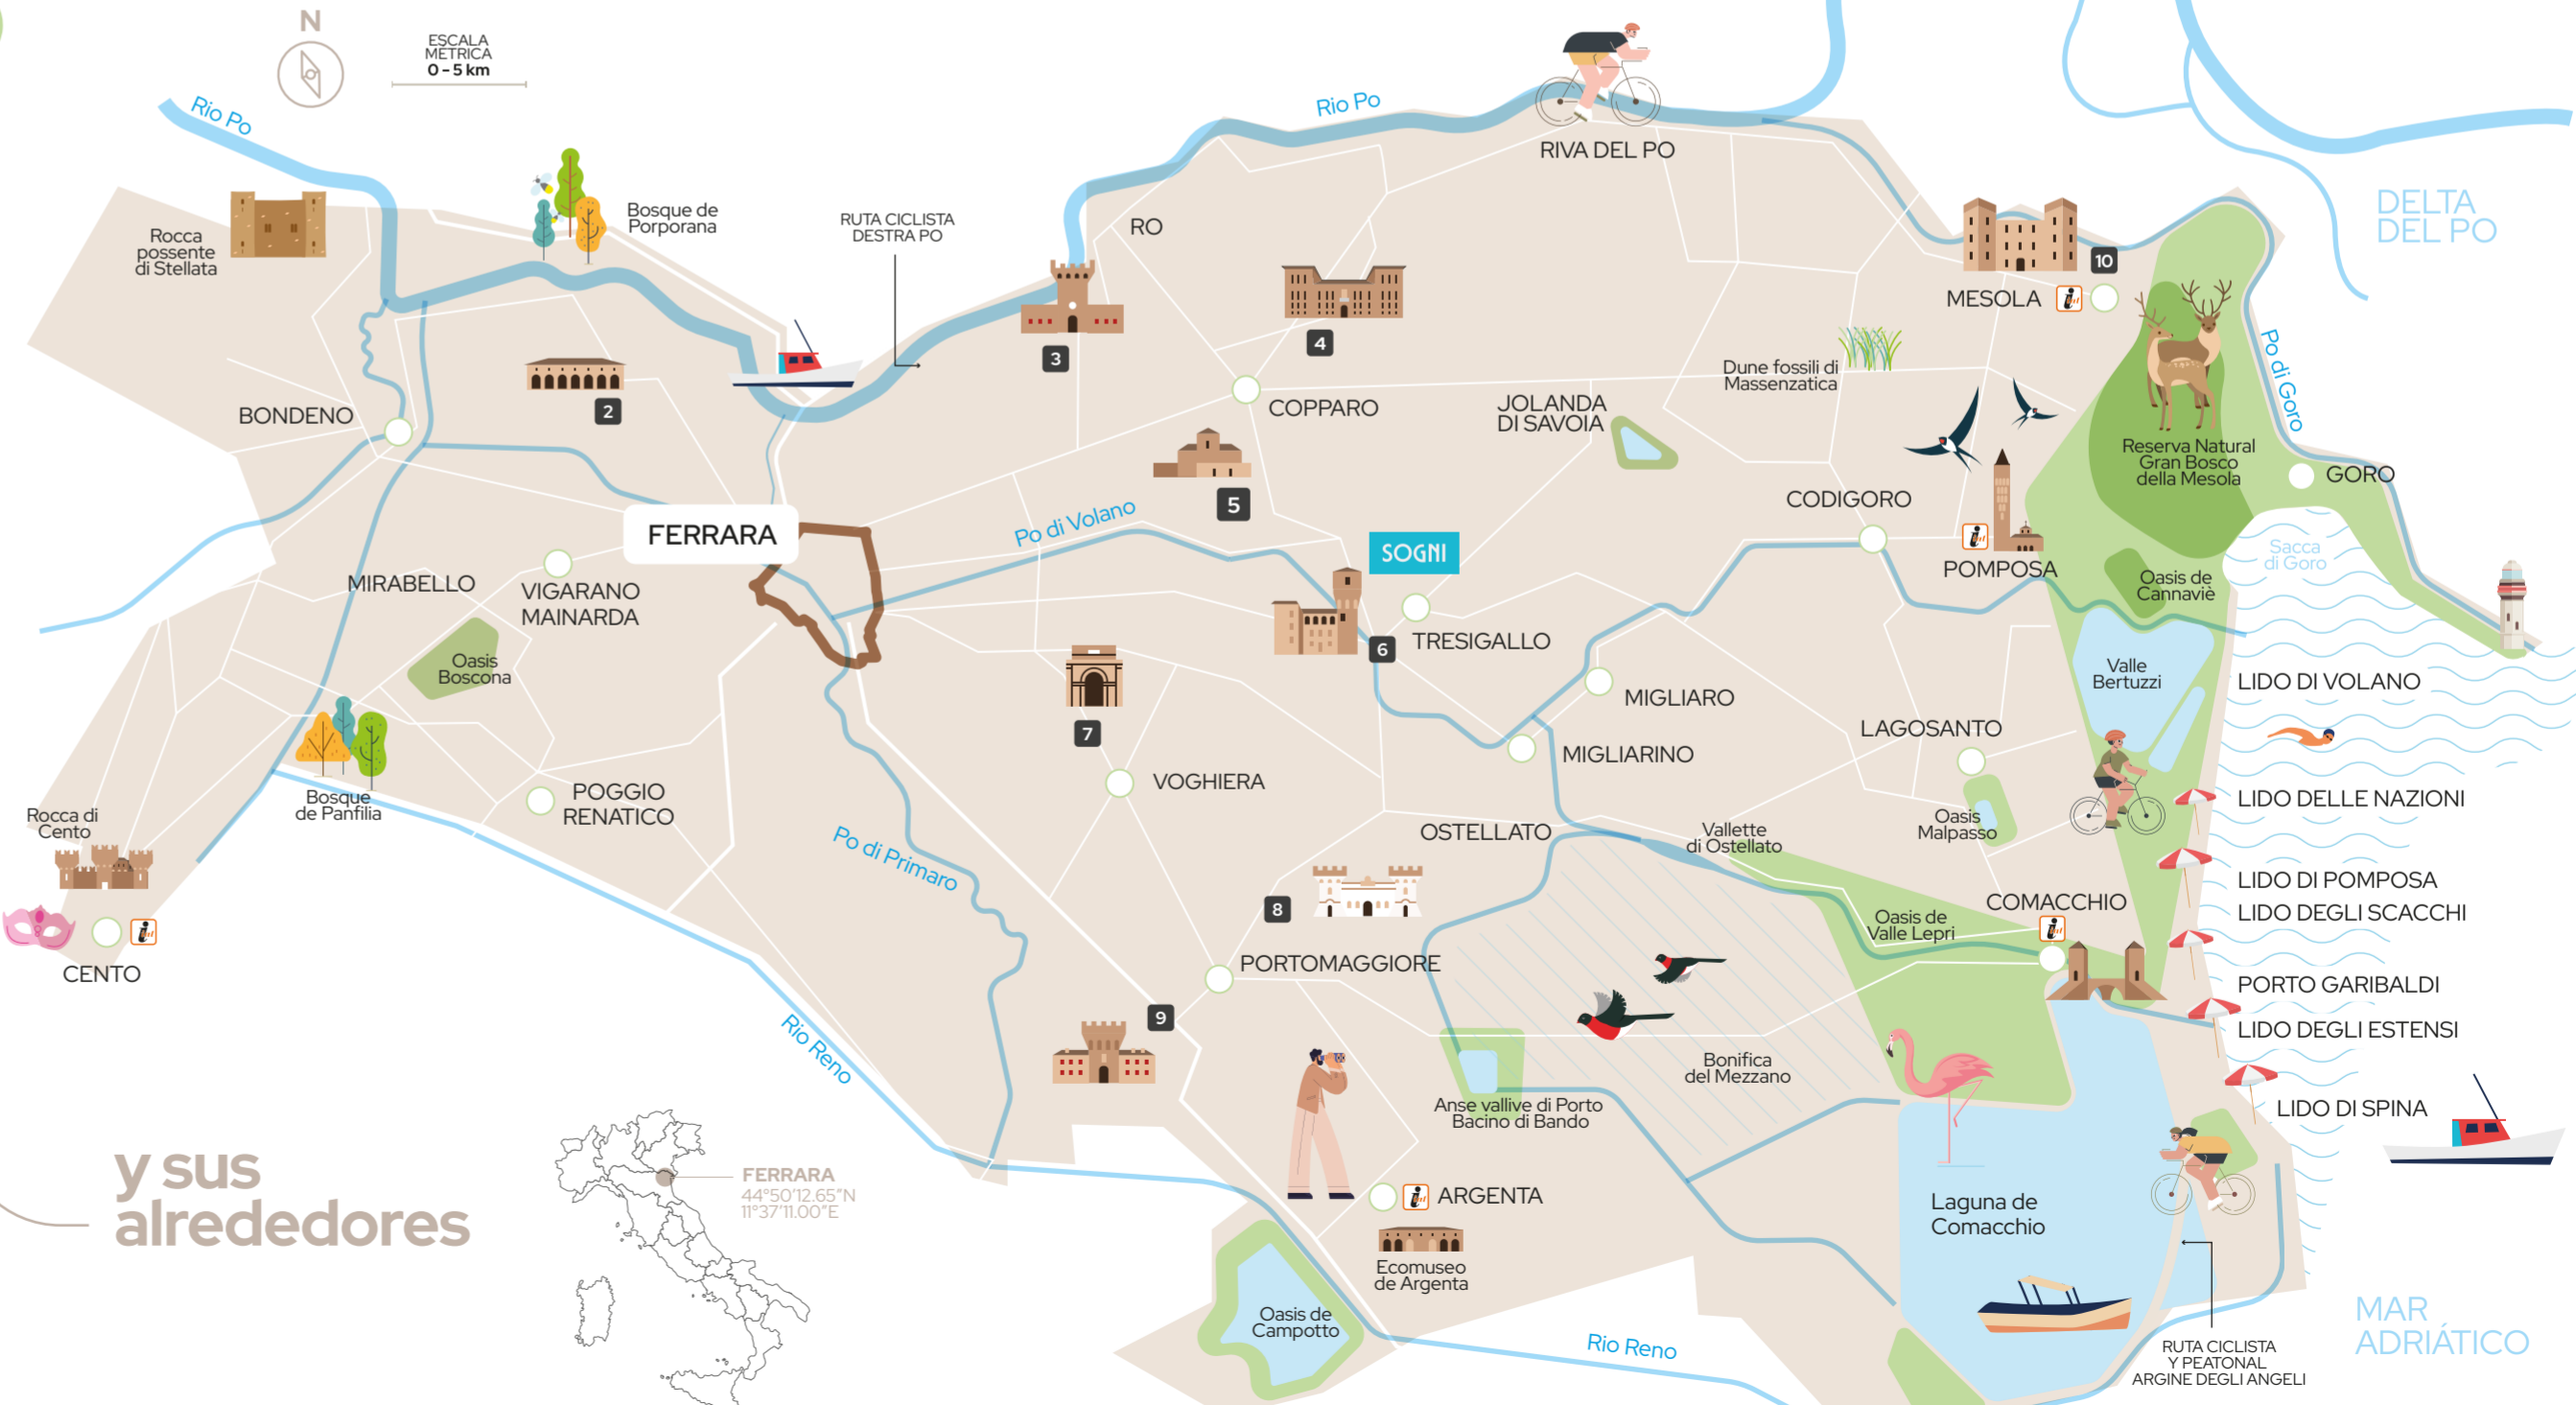 N
ESCALA
MÉTRICA
0 – 5 km
Rio Po
Rio Po
RIVA DEL PO
DELTA
DEL PO
Rocca
possente
di Stellata
Bosque de
Porporana
RUTA CICLISTA
DESTRA PO
RO
10
MESOLA
3
4
2
BONDENO
COPPARO
JOLANDA
DI SAVOIA
Dune fossili di
Massenzatica
Po di Goro
Reserva Natural
Gran Bosco
della Mesola
GORO
5
CODIGORO
FERRARA
Po di Volano
SOGNI
POMPOSA
Sacca
di Goro
Oasis de
Cannaviè
MIRABELLO
VIGARANO
MAINARDA
6
TRESIGALLO
Oasis
Boscona
Valle
Bertuzzi
LIDO DI VOLANO
MIGLIARO
7
LAGOSANTO
MIGLIARINO
VOGHIERA
POGGIO
RENATICO
Bosque
de Panfilia
LIDO DELLE NAZIONI
Rocca di
Cento
Po di Primaro
OSTELLATO
Vallette
di Ostellato
Oasis
Malpasso
LIDO DI POMPOSA
8
COMACCHIO
LIDO DEGLI SCACCHI
Oasis de
Valle Lepri
CENTO
PORTOMAGGIORE
PORTO GARIBALDI
9
LIDO DEGLI ESTENSI
Rio Reno
Bonifica
del Mezzano
Anse vallive di Porto
Bacino di Bando
LIDO DI SPINA
y sus
alrededores
FERRARA
44°50'12.65"N
11°37'11.00"E
ARGENTA
Laguna de
Comacchio
Ecomuseo
de Argenta
Oasis de
Campotto
Rio Reno
MAR
ADRIÁTICO
RUTA CICLISTA
Y PEATONAL
ARGINE DEGLI ANGELI